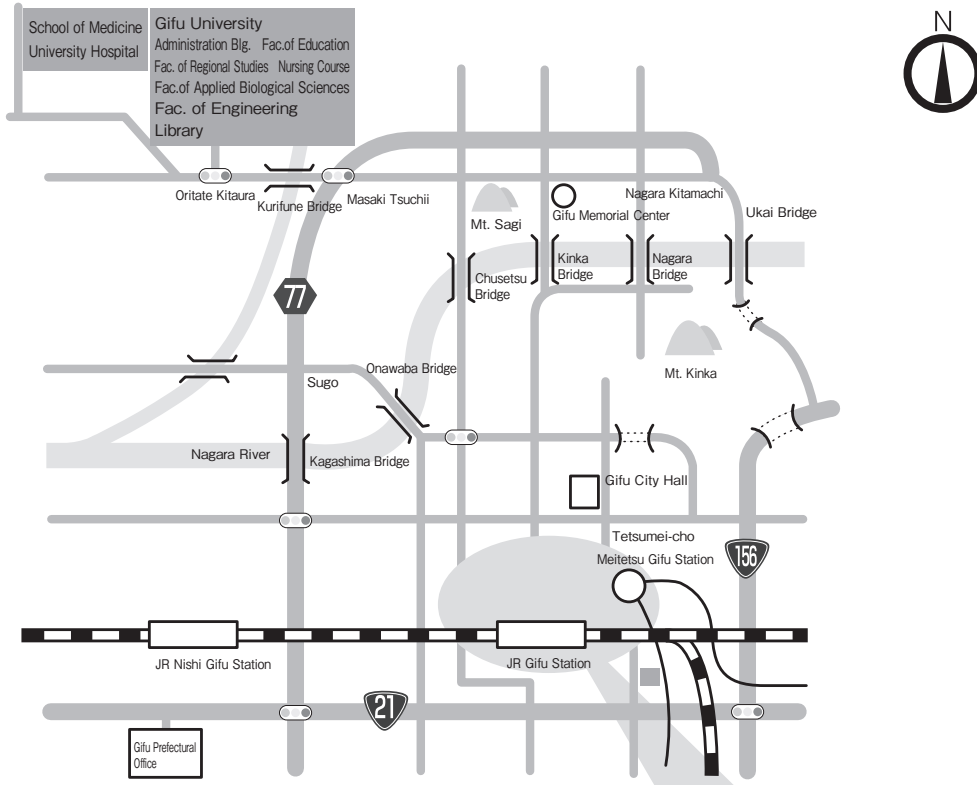 School of Medicine
University Hospital
Gifu University
Administration Blg. Fac.of Education
Fac. of Regional Studies Nursing Course
Fac.of Applied Biological Sciences
Fac. of Engineering
Library
N
Oritate Kitaura
Kurifune Bridge
Masaki Tsuchii
Mt. Sagi
Gifu Memorial Center
Nagara Kitamachi
Ukai Bridge
Chusetsu
Bridge
Kinka
Bridge
Nagara
Bridge
77
Mt. Kinka
Onawaba Bridge
Sugo
Nagara River
Kagashima Bridge
Gifu City Hall
Tetsumei-cho
Meitetsu Gifu Station
156
JR Nishi Gifu Station
JR Gifu Station
21
Gifu Prefectural
Office